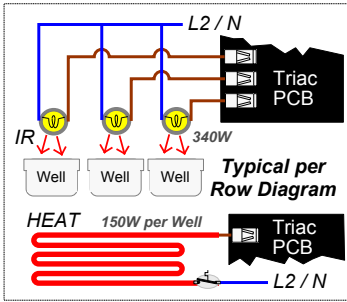 L2 / N
Triac
PCB
IR
340W
Well
Well
Well
Typical per
Row Diagram
HEAT
150W per Well
Triac
PCB
L2 / N